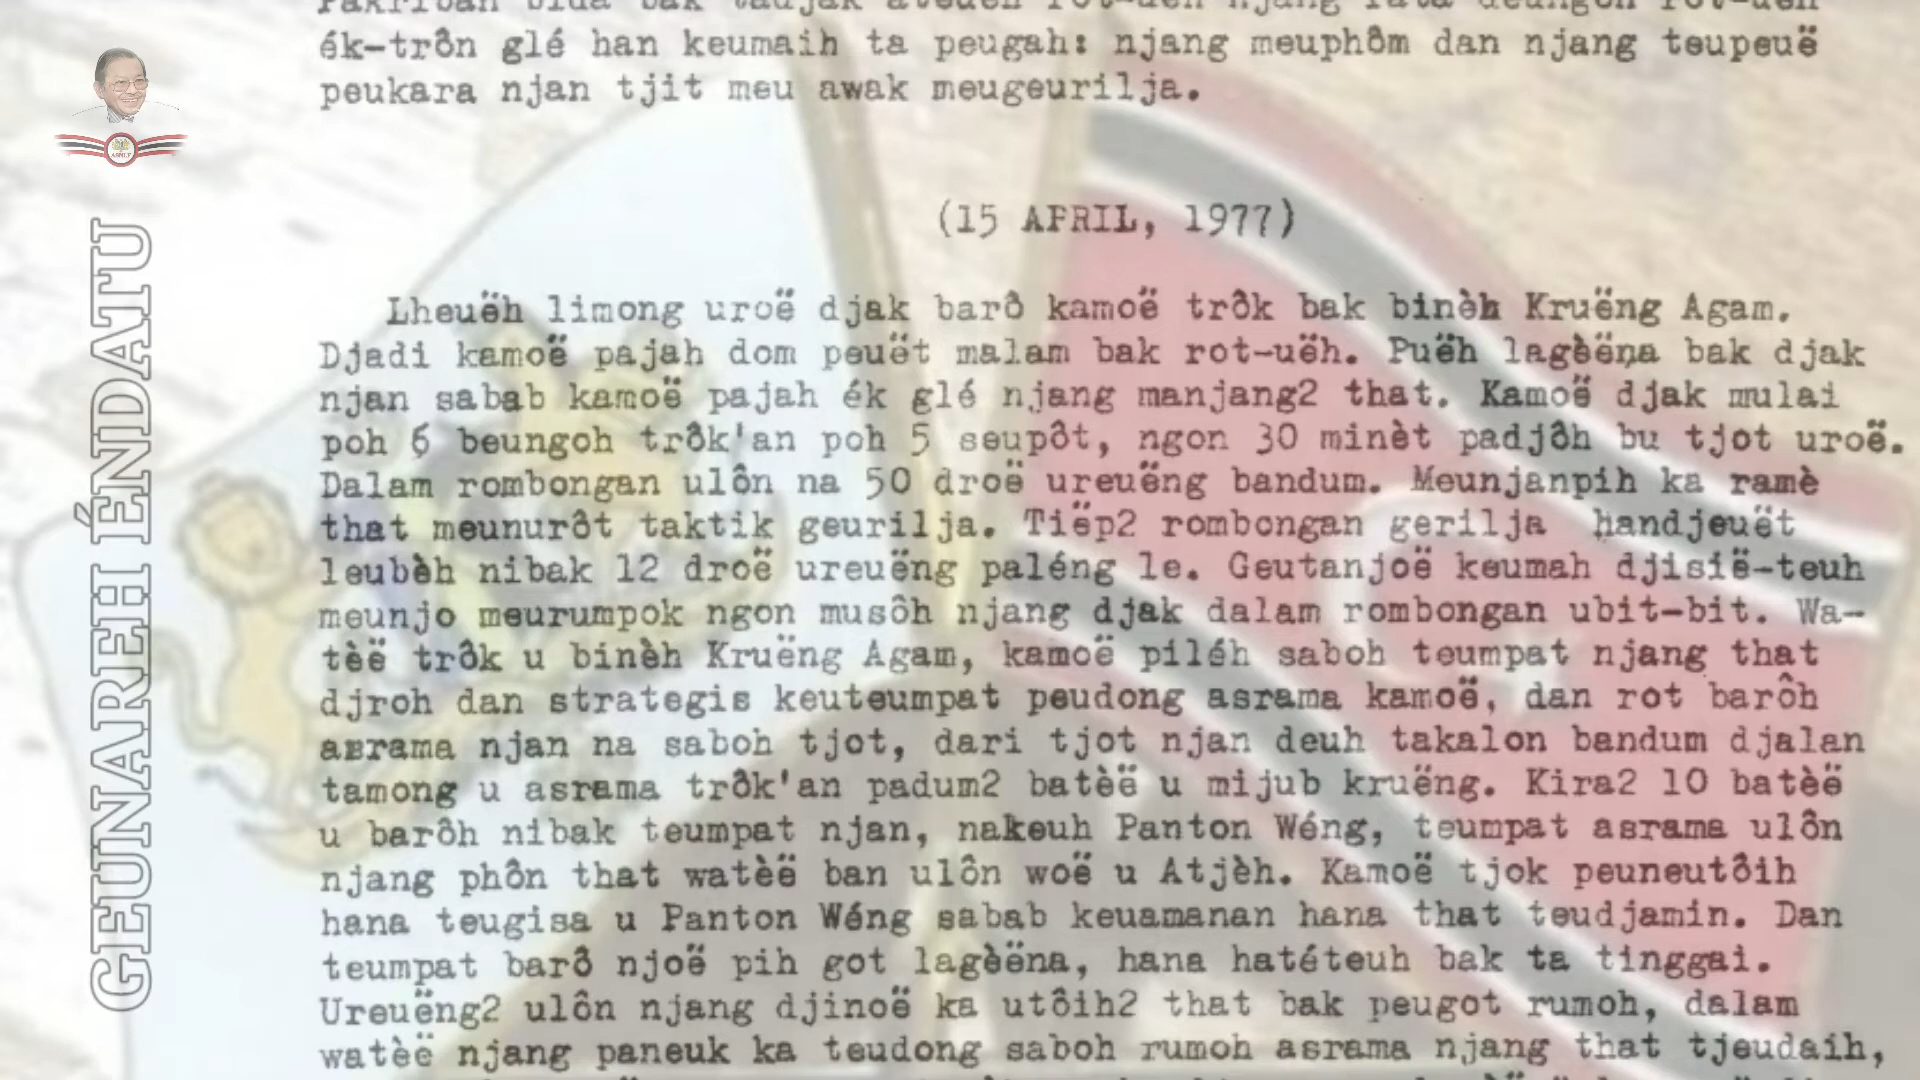 ék-trôn glé han keumaih ta peugah: njang meuphôm dan njang teupeuë
peukara njan tjit meu awak meugeurilja.
(15 AFRIL, 1977)
Lheuëh limong uroë djak barô kamoë trôk bak binèh Kruëng Agam.
Djadi kamoë pajah dom peuët malam bak rot-uëh. Puëh lagèëna bak djak
njan sabab kamoë pajah ék glé njang manjang2 that. Kamoë djak mulai
poh 6 beungoh trôk'an poh 5 seupôt, ngon 30 minèt padjôh bu tjot uroë.
Dalam rombongan ulôn na 50 droë ureuëng bandum. Meunjanpih ka ramè
that meunurôt taktik geurilja. Tiëp2 rombongan gerilja handjeuët
leubèh nibak 12 droë ureuëng paléng le. Geutanjoë keumah djisië-teuh
meunjo meurumpok ngon musôh njang djak dalam rombongan ubit-bit. Wa-
tèë trôk u binèh Kruëng Agam, kamoë piléh saboh teumpat njang that
djroh dan strategis keuteumpat peudong asrama kamoë, dan rot barôh
asrama njan na saboh tjot, dari tjot njan deuh takalon bandum djalan
tamong u asrama trôk'an padum2 batèë u mijub kruëng. Kira2 10 batèë
u barôh nibak teumpat njan, nakeuh Panton Wéng, teumpat asrama ulôn
njang phôn that watèë ban ulôn woë u Atjèh. Kamoë tjok peuneutôih
hana teugisa u Panton Wéng sabab keuamanan hana that teudjamin. Dan
teumpat barô njoë pih got lagèëna, hana hatéteuh bak ta tinggai.
Ureuëng2 ulôn njang djinoë ka utôih2 that bak peugot rumoh, dalam
watèë njang paneuk ka teudong saboh rumoh asrama njang that tjeudaih,
GEUNAREH ÉNDATU
ASNLF